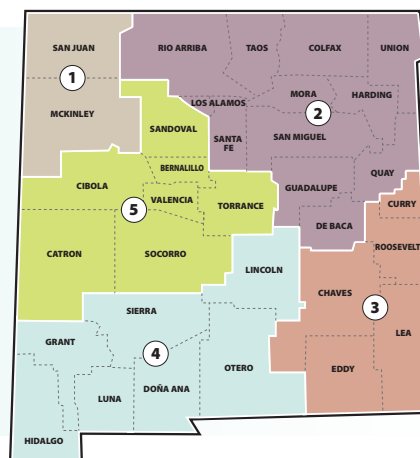 SAN JUAN
RIO ARRIBA
TAOS
COLFAX
UNION
1
MCKINLEY
LOS ALAMOS
MORA
HARDING
2
SANDOVAL
SANTA
FE
SAN MIGUEL
BERNALILLO
QUAY
CIBOLA
VALENCIA
GUADALUPE
CURRY
5
TORRANCE
DE BACA
ROOSEVELT
CATRON
SOCORRO
LINCOLN
CHAVES
3
SIERRA
LEA
GRANT
4
OTERO
EDDY
DOÑA ANA
LUNA
HIDALGO